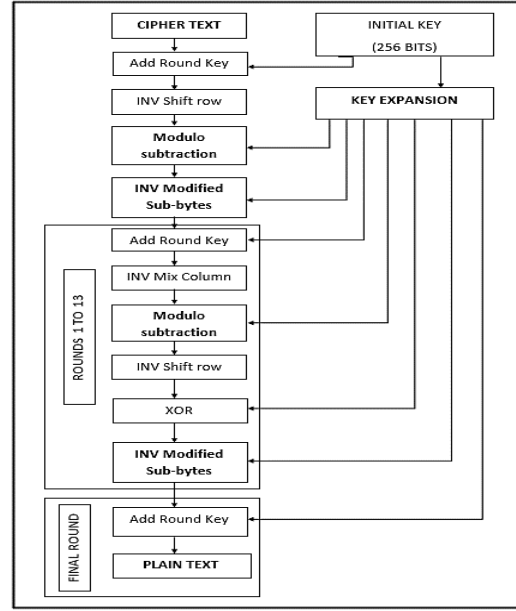 CIPHER TEXT
INITIAL KEY
(256 BITS)
Add Round Key
INV Shift row
KEY EXPANSION
Modulo
subtraction
INV Modified
Sub-bytes
ROUNDS 1 TO 13
Add Round Key
INV Mix Column
Modulo
subtraction
INV Shift row
XOR
INV Modified
Sub-bytes
FINAL ROUND
Add Round Key
PLAIN TEXT